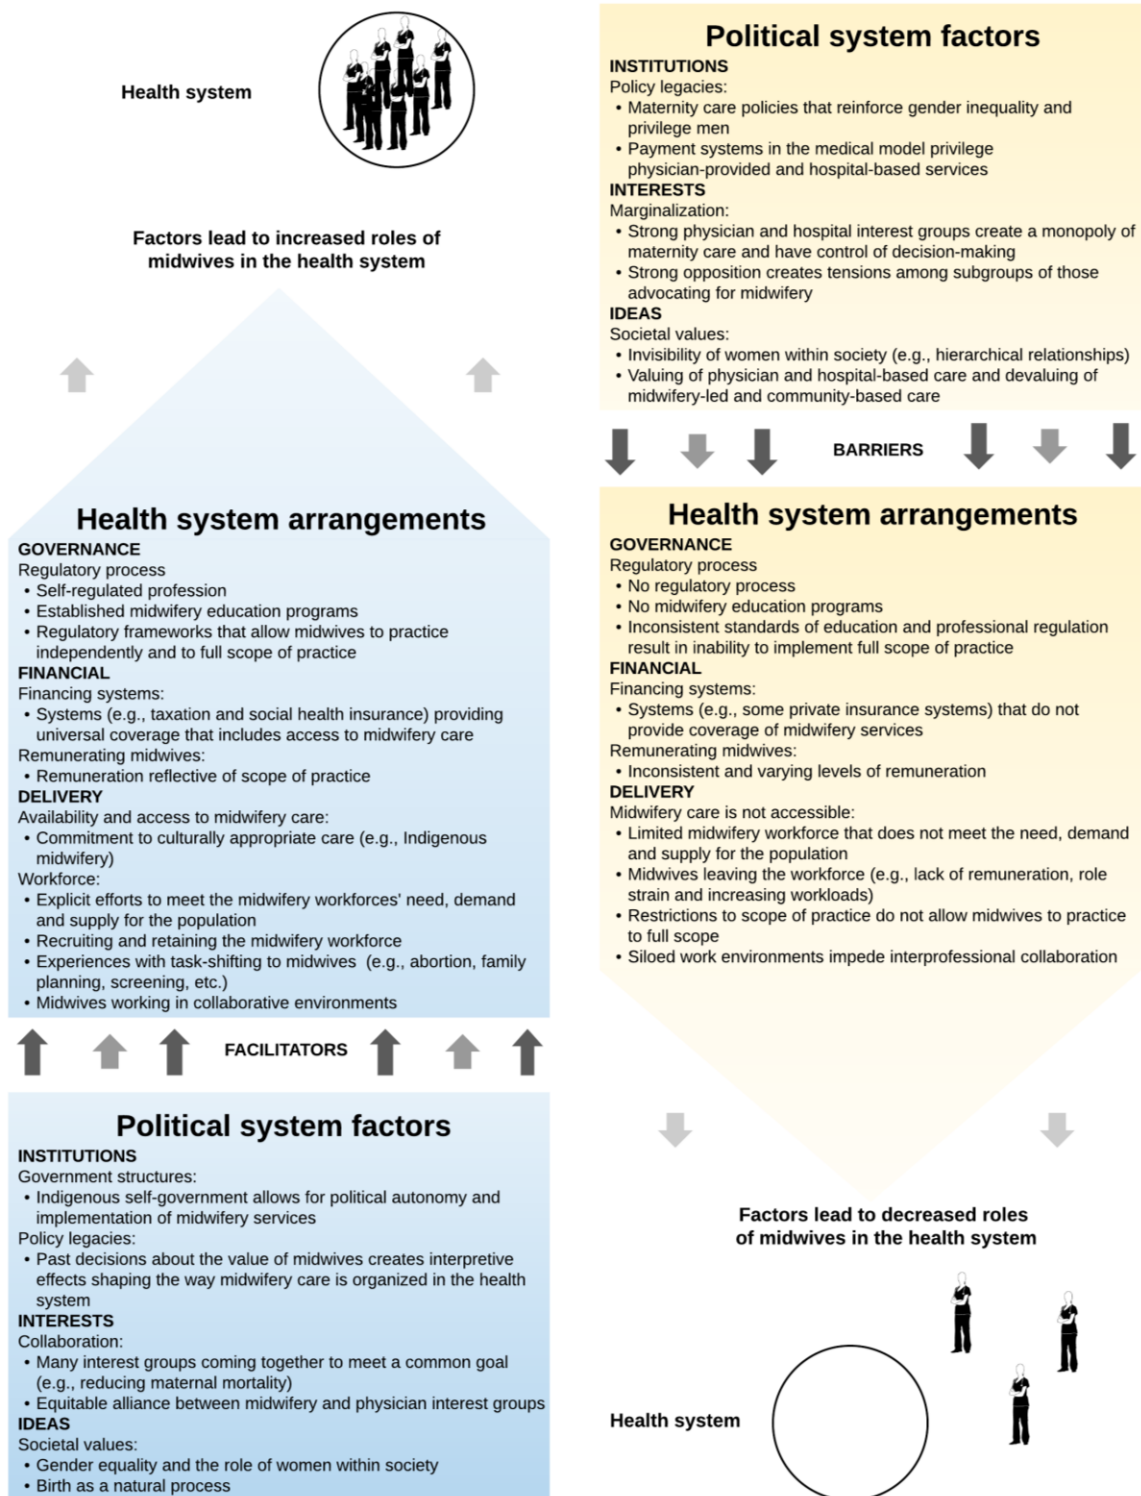 Health system
Factors lead to increased roles of
midwives in the health system
Health system arrangements
GOVERNANCE
Regulatory process
• Self-regulated profession
• Established midwifery education programs
• Regulatory frameworks that allow midwives to practice
independently and to full scope of practice
FINANCIAL
Financing systems:
• Systems (e.g., taxation and social health insurance) providing
universal coverage that includes access to midwifery care
Remunerating midwives:
• Remuneration reflective of scope of practice
DELIVERY
Availability and access to midwifery care:
• Commitment to culturally appropriate care (e.g., Indigenous
midwifery)
Workforce:
• Explicit efforts to meet the midwifery workforces' need, demand
and supply for the population
• Recruiting and retaining the midwifery workforce
• Experiences with task-shifting to midwives (e.g., abortion, family
planning, screening, etc.)
• Midwives working in collaborative environments
FACILITATORS
Political system factors
INSTITUTIONS
Government structures:
• Indigenous self-government allows for political autonomy and
implementation of midwifery services
Policy legacies:
• Past decisions about the value of midwives creates interpretive
effects shaping the way midwifery care is organized in the health
system
INTERESTS
Collaboration:
• Many interest groups coming together to meet a common goal
(e.g., reducing maternal mortality)
• Equitable alliance between midwifery and physician interest groups
IDEAS
Societal values:
• Gender equality and the role of women within society
• Birth as a natural process
Political system factors
INSTITUTIONS
Policy legacies:
• Maternity care policies that reinforce gender inequality and
privilege men
• Payment systems in the medical model privilege
physician-provided and hospital-based services
INTERESTS
Marginalization:
• Strong physician and hospital interest groups create a monopoly of
maternity care and have control of decision-making
• Strong opposition creates tensions among subgroups of those
advocating for midwifery
IDEAS
Societal values:
• Invisibility of women within society (e.g., hierarchical relationships)
• Valuing of physician and hospital-based care and devaluing of
midwifery-led and community-based care
BARRIERS
Health system arrangements
GOVERNANCE
Regulatory process
• No regulatory process
• No midwifery education programs
• Inconsistent standards of education and professional regulation
result in inability to implement full scope of practice
FINANCIAL
Financing systems:
• Systems (e.g., some private insurance systems) that do not
provide coverage of midwifery services
Remunerating midwives:
• Inconsistent and varying levels of remuneration
DELIVERY
Midwifery care is not accessible:
• Limited midwifery workforce that does not meet the need, demand
and supply for the population
• Midwives leaving the workforce (e.g., lack of remuneration, role
strain and increasing workloads)
• Restrictions to scope of practice do not allow midwives to practice
to full scope
• Siloed work environments impede interprofessional collaboration
Factors lead to decreased roles
of midwives in the health system
Health system